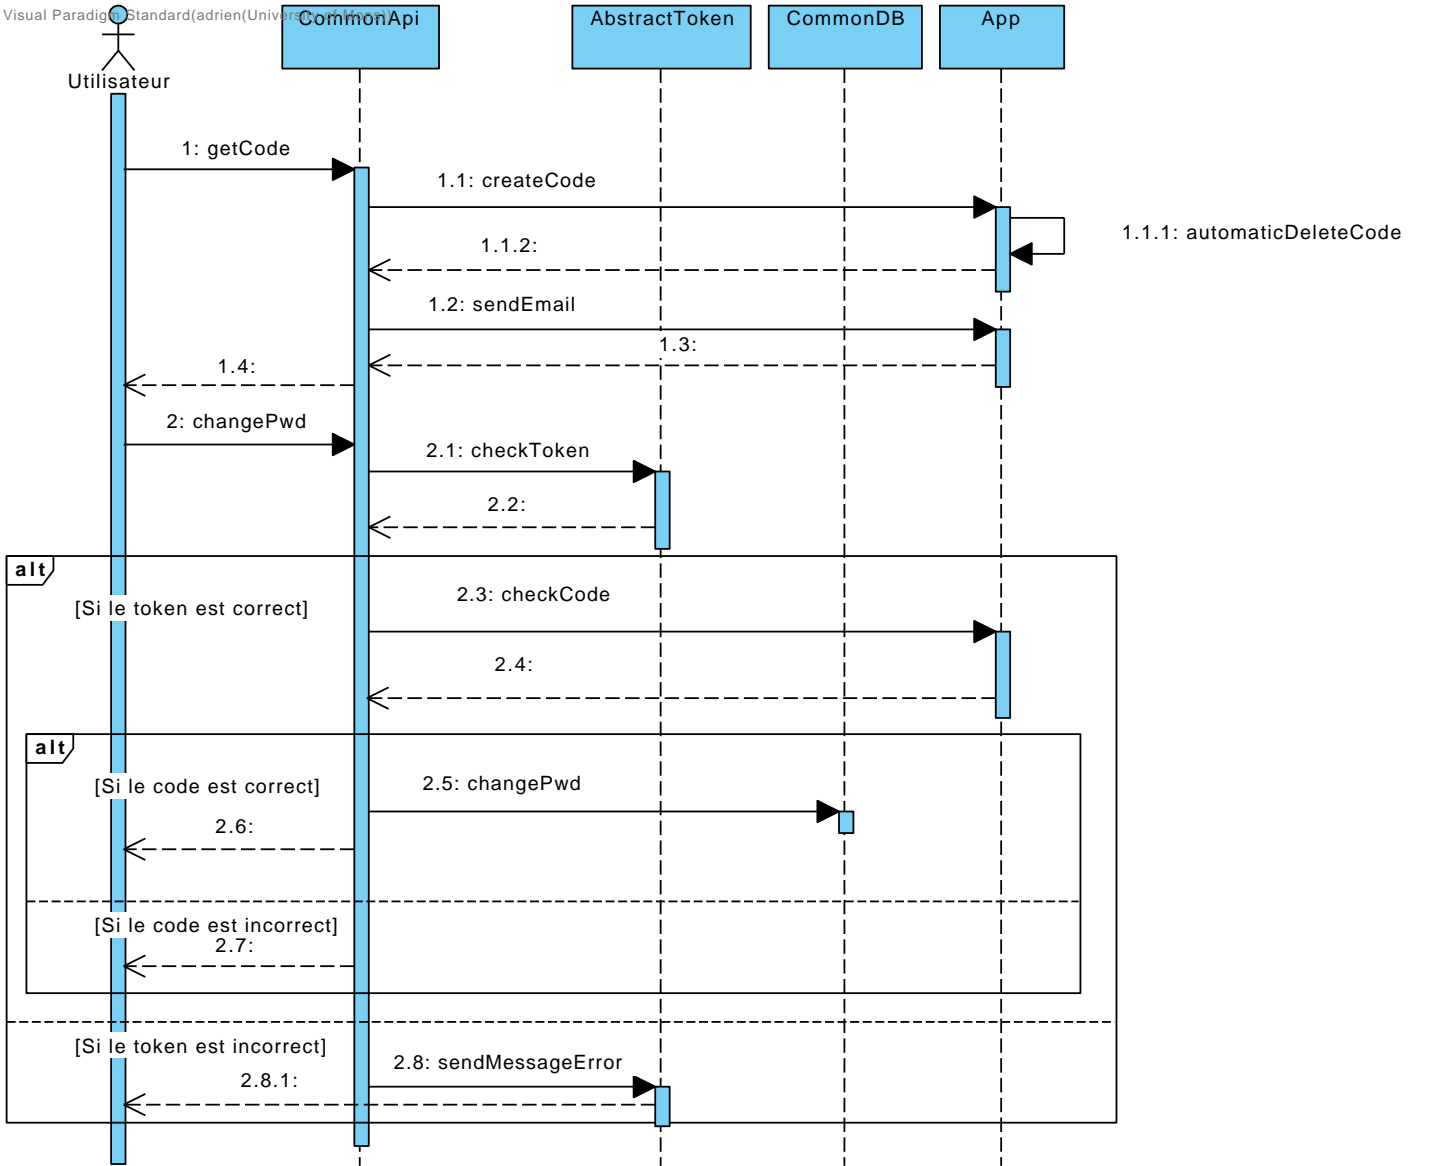 Visual Paradigm Standard(adrien(University of Mons))
CommonApi
AbstractToken
CommonDB
App
Utilisateur
1: getCode
1.1: createCode
1.1.1: automaticDeleteCode
1.1.2:
1.2: sendEmail
1.3:
1.4:
2: changePwd
2.1: checkToken
2.2:
alt
[Si le token est correct]
2.3: checkCode
2.4:
alt
[Si le code est correct]
2.5: changePwd
2.6:
[Si le code est incorrect]
2.7:
[Si le token est incorrect]
2.8: sendMessageError
2.8.1: